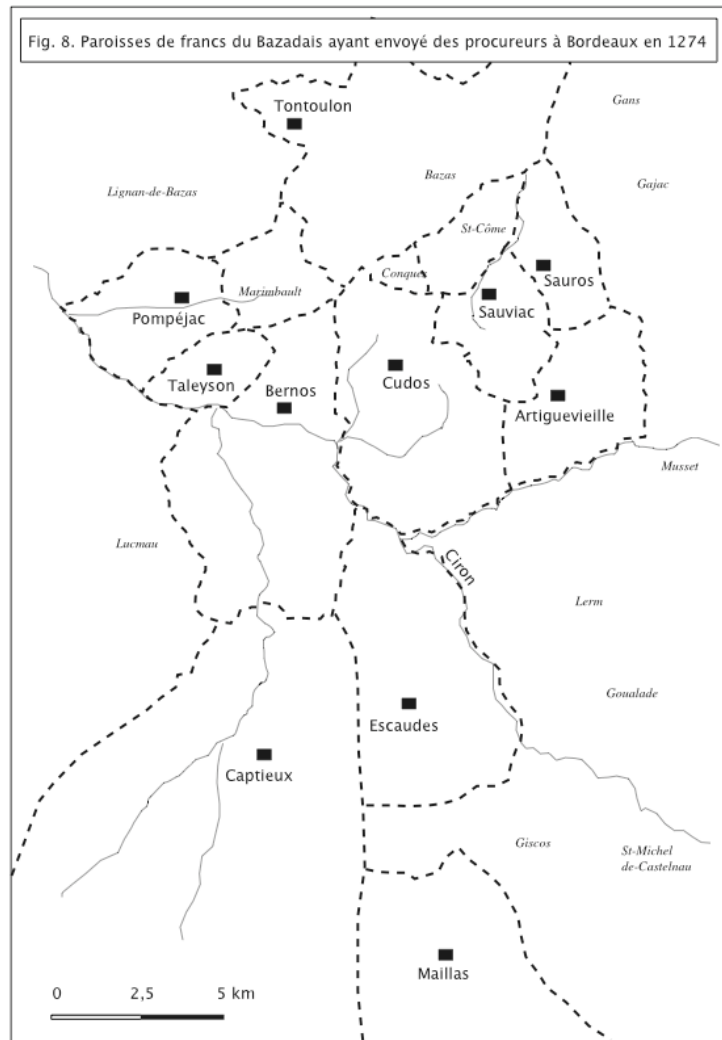 Fig. 8. Paroisses de francs du Bazadais ayant envoyé des procureurs à Bordeaux en 1274
Tontoulon
Gans
Bazas
Lignan-de-Bazas
Gajac
St-Côme
Conques
Sauros
Marimbault
Sauviac
Pompéjac
Taleyson
Bernos
Cudos
Artiguevieille
Musset
Lucmau
Ciron
Lerm
Goualade
Escaudes
Captieux
Giscos
St-Michel
de-Castelnau
Maillas
0 2,5 5 km